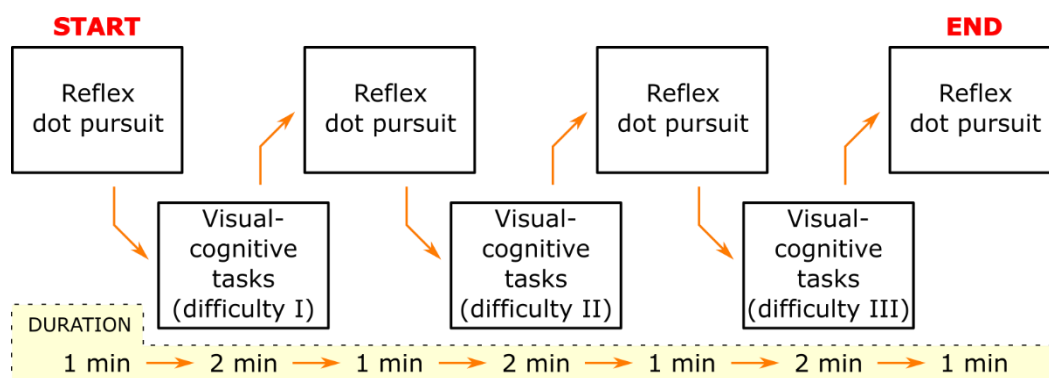 START
END
Reflex
dot pursuit
Reflex
dot pursuit
Reflex
dot pursuit
Reflex
dot pursuit
Visual-
cognitive
tasks
(difficulty I)
Visual-
cognitive
tasks
(difficulty II)
Visual-
cognitive
tasks
(difficulty III)
DURATION
1 min → 2 min → 1 min → 2 min → 1 min → 2 min → 1 min